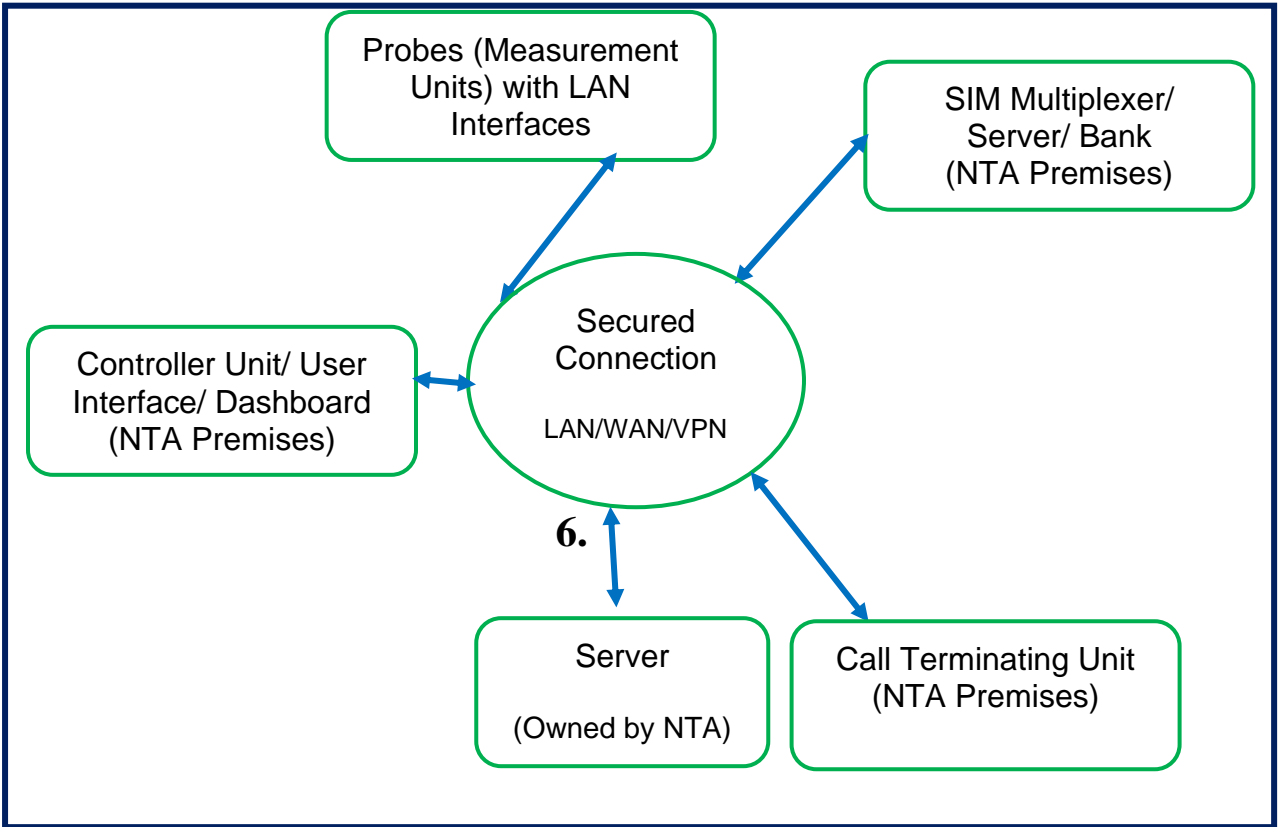 Probes (Measurement
Units) with LAN
Interfaces
SIM Multiplexer/
Server/ Bank
(NTA Premises)
Controller Unit/ User
Interface/ Dashboard
(NTA Premises)
Secured
Connection
LAN/WAN/VPN
6.
Server
(Owned by NTA)
Call Terminating Unit
(NTA Premises)